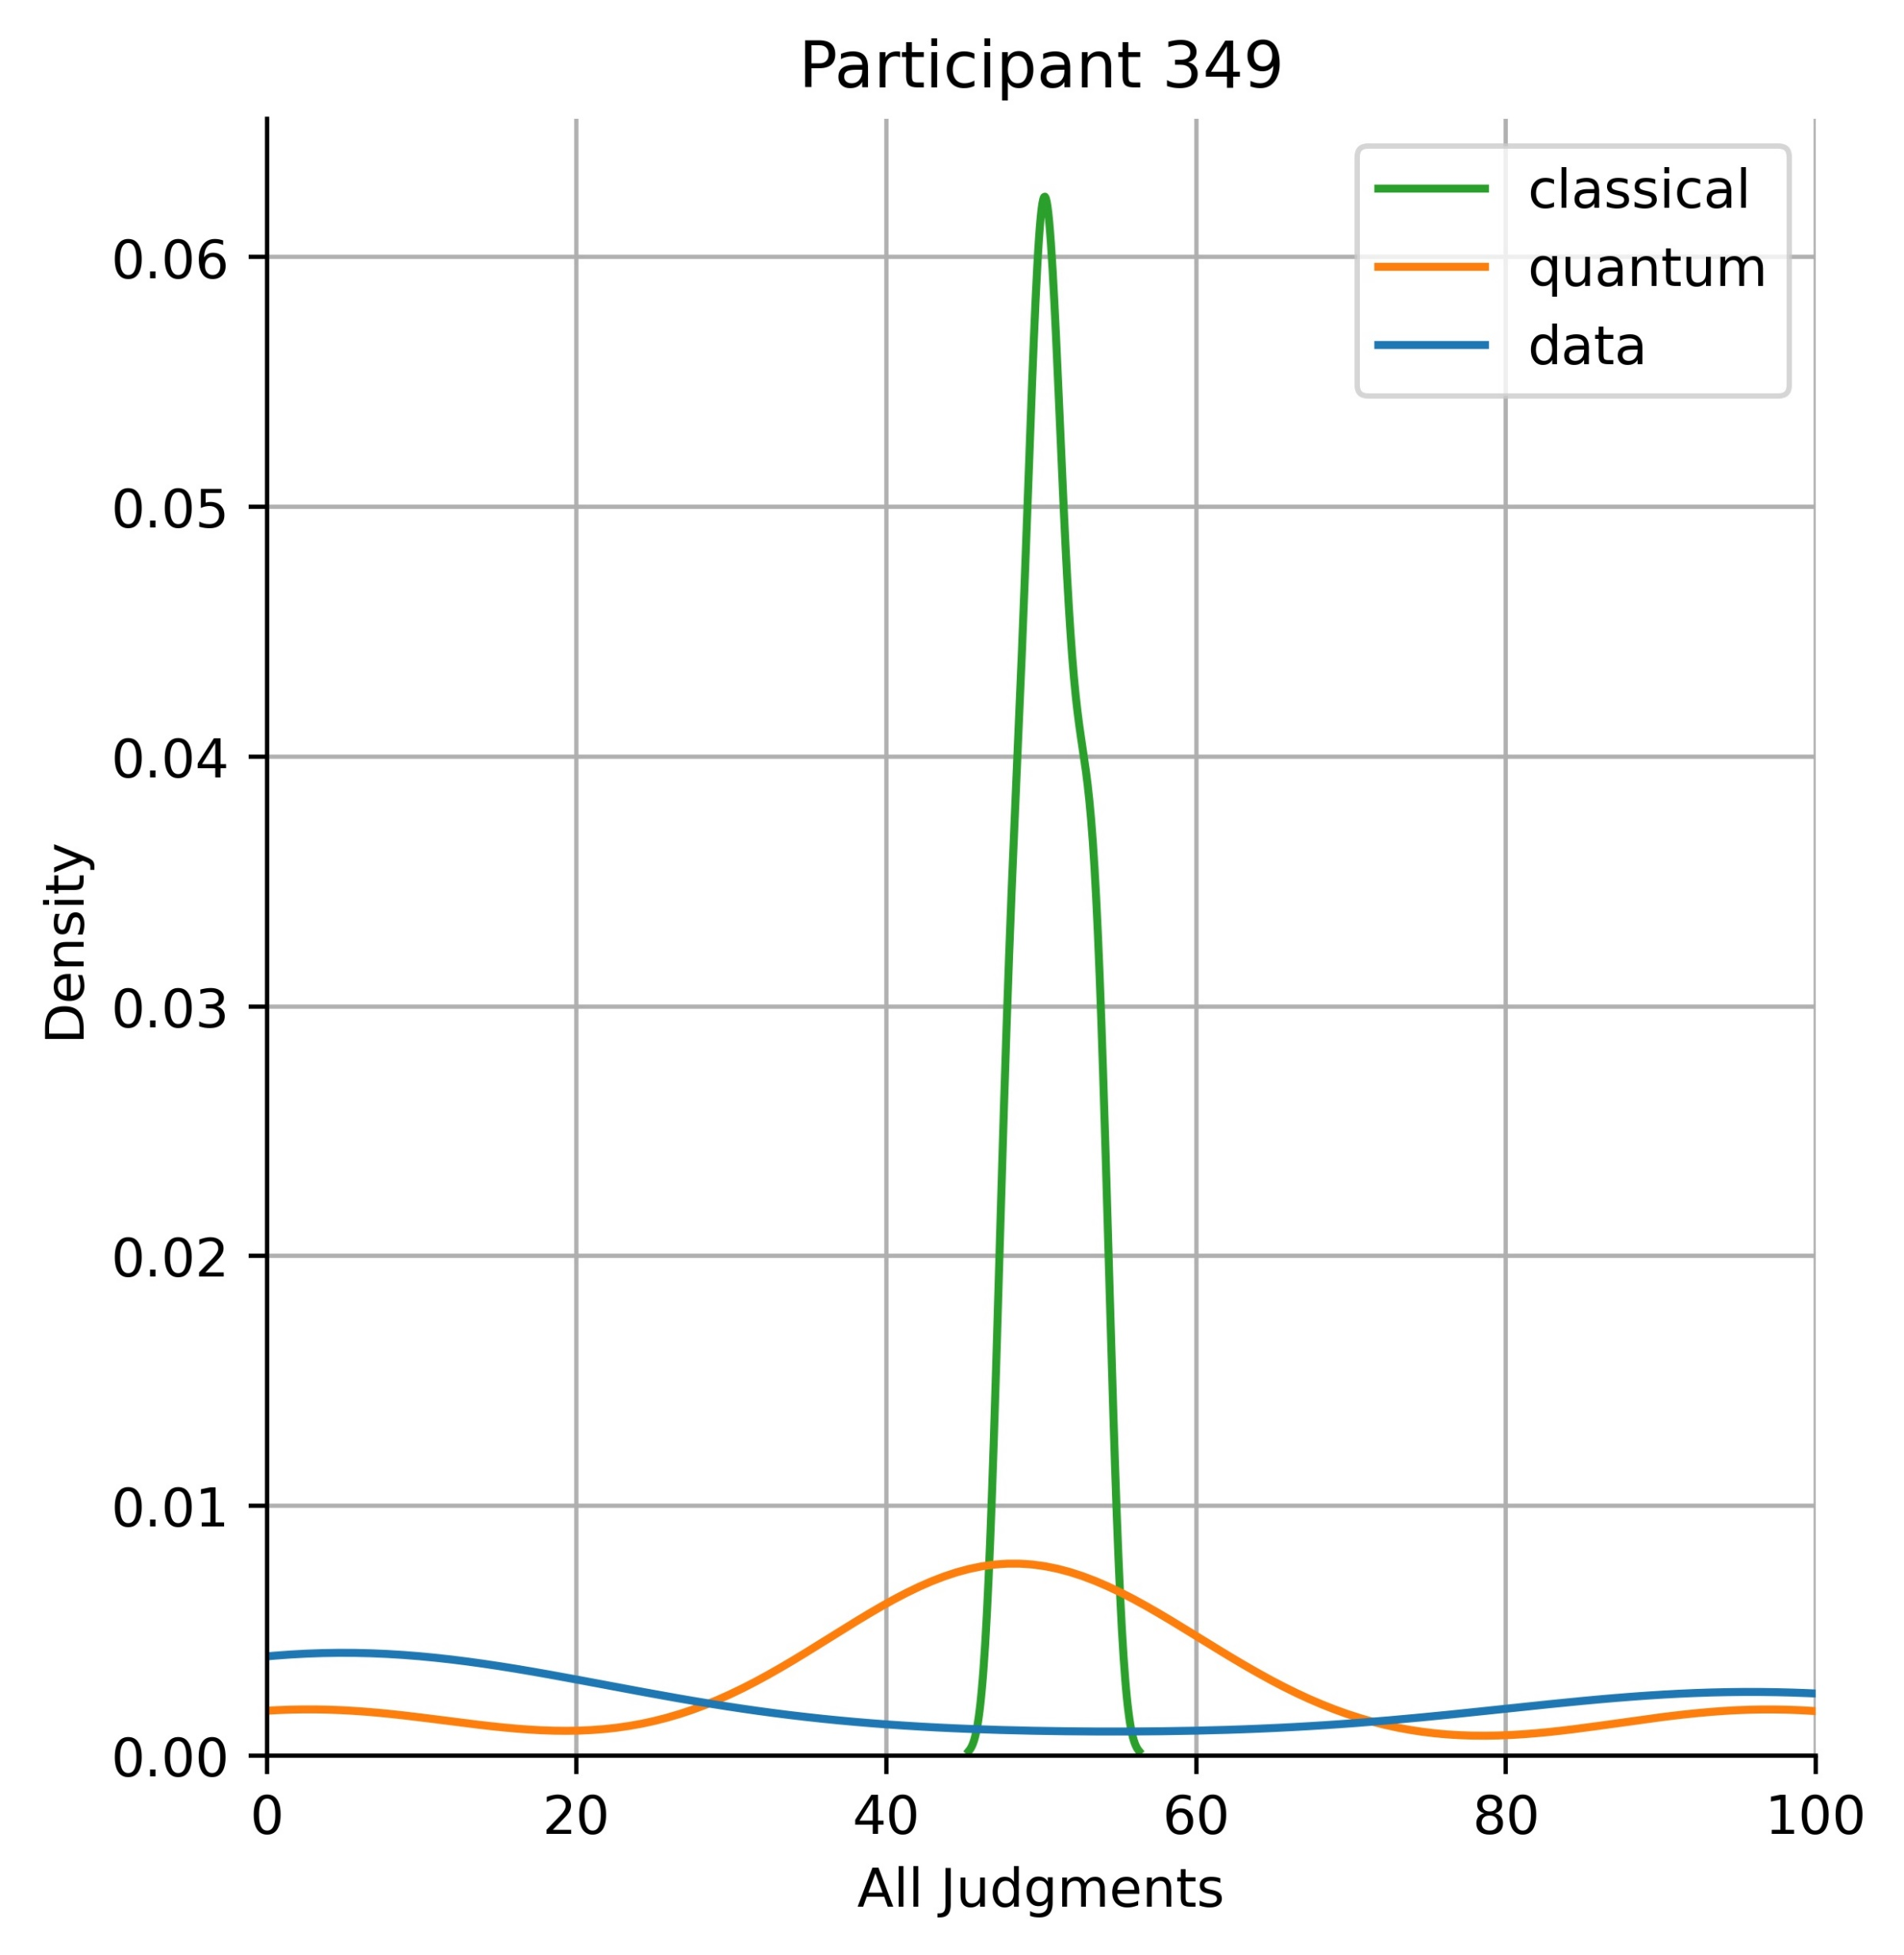 Participant 349
classical
quantum
data
0.06
0.05
0.04
0.03
0.02
0.01
0.00
Density
0 20 40 60 80 100
All Judgments